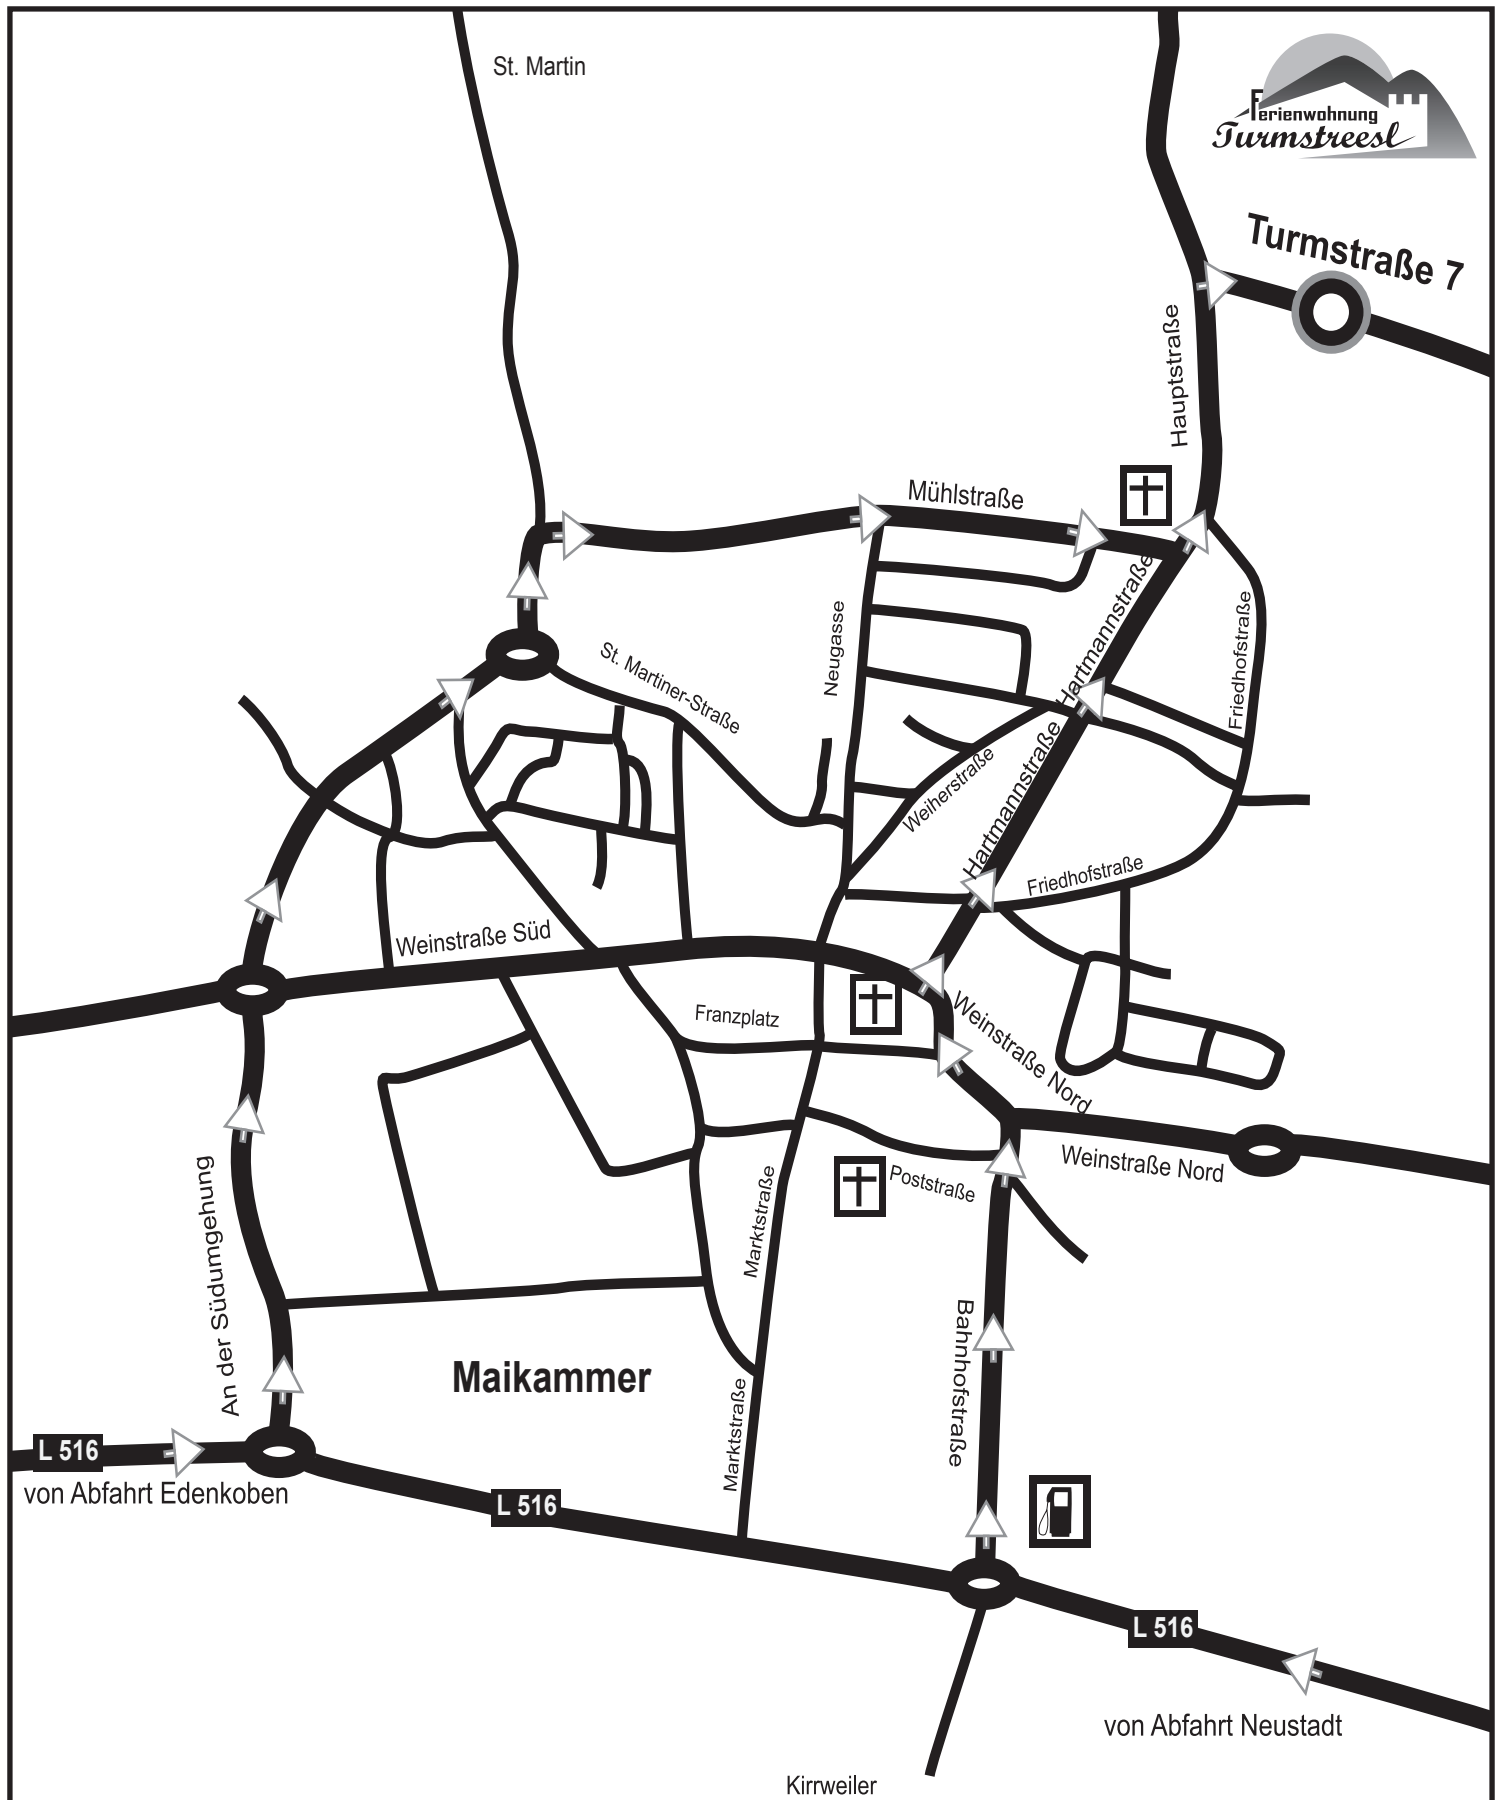 St. Martin
Ferienwohnung
Turmstreesl
Turmstraße 7
Hauptstraße
Mühlstraße
Hartmannstraße
Friedhofstraße
Neugasse
St. Martiner-Straße
Hartmannstraße
Weiherstraße
Friedhofstraße
Weinstraße Süd
Franzplatz
Weinstraße Nord
Weinstraße Nord
Poststraße
An der Südumgehung
Marktstraße
Bahnhofstraße
Maikammer
Marktstraße
L 516
von Abfahrt Edenkoben
L 516
L 516
von Abfahrt Neustadt
Kirrweiler